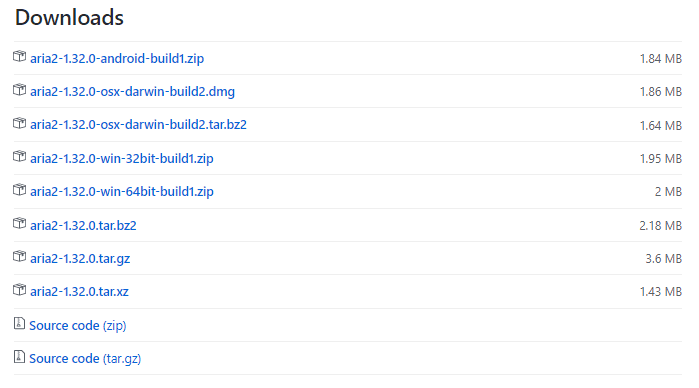 Downloads
aria2-1.32.0-android-build1.zip 1.84 MB
aria2-1.32.0-osx-darwin-build2.dmg 1.86 MB
aria2-1.32.0-osx-darwin-build2.tar.bz2 1.64 MB
aria2-1.32.0-win-32bit-build1.zip 1.95 MB
aria2-1.32.0-win-64bit-build1.zip 2 MB
aria2-1.32.0.tar.bz2 2.18 MB
aria2-1.32.0.tar.gz 3.6 MB
aria2-1.32.0.tar.xz 1.43 MB
Source code (zip)
Source code (tar.gz)